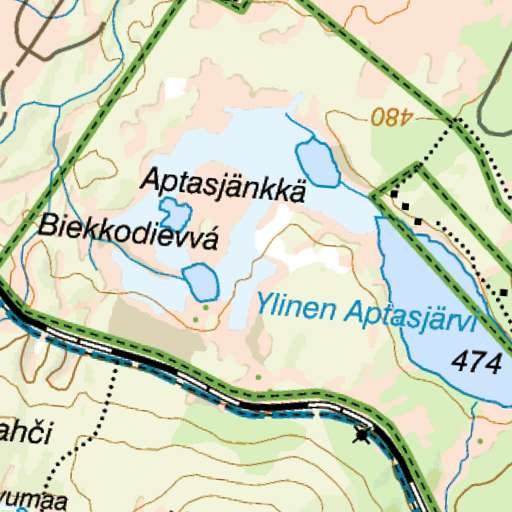 480
Aptasjänkkä
Biekkodievvá
Ylinen Aptasjärvi
474
ahči
vumaa